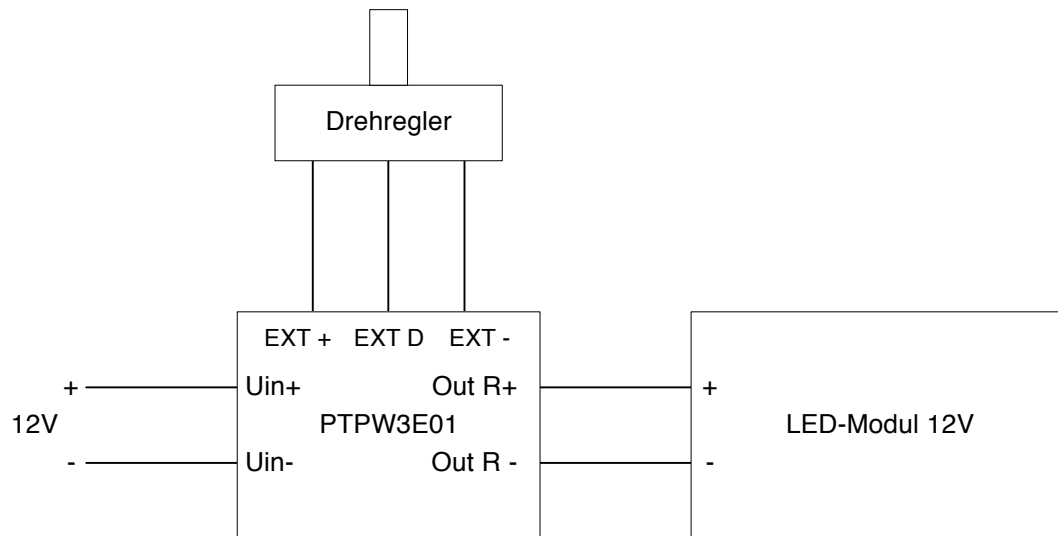 Drehregler
EXT + EXT D EXT -
+ Uin+ Out R+ +
12V PTPW3E01 LED-Modul 12V
- Uin- Out R - -